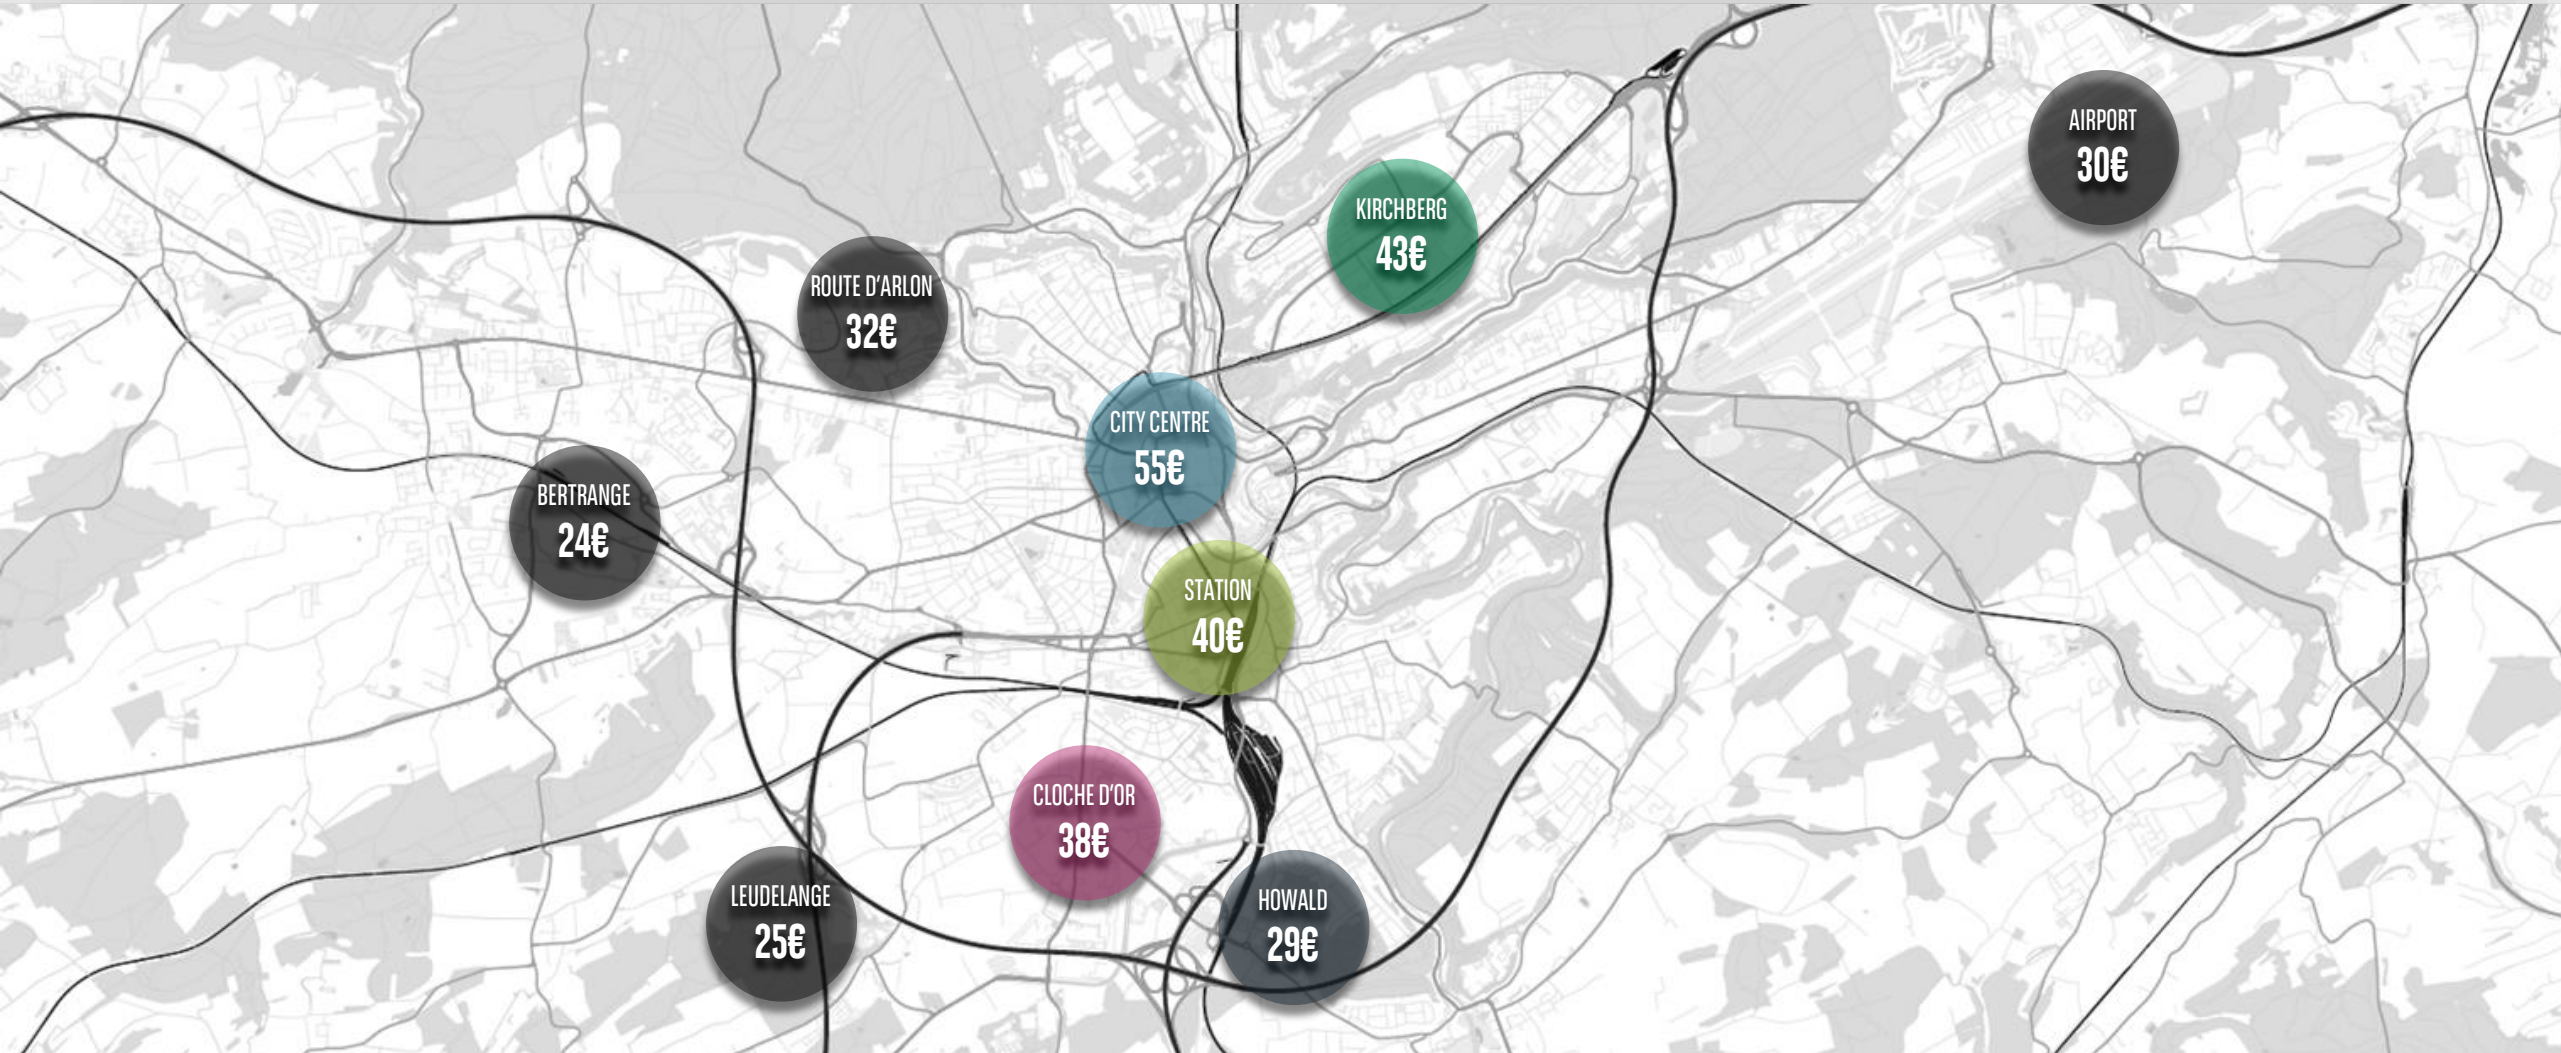 AIRPORT
30€
KIRCHBERG
43€
ROUTE D'ARLON
32€
CITY CENTRE
55€
BERTRANGE
24€
STATION
40€
CLOCHE D'OR
38€
LEUDELANGE
25€
HOWALD
29€